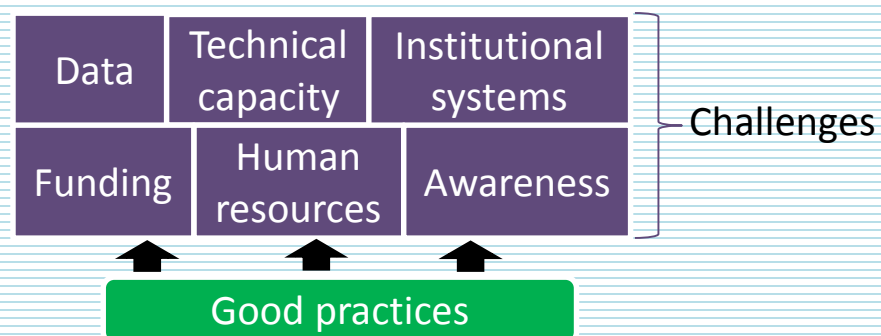 Data
Technical
capacity
Institutional
systems
Challenges
Funding
Human
resources
Awareness
Good practices